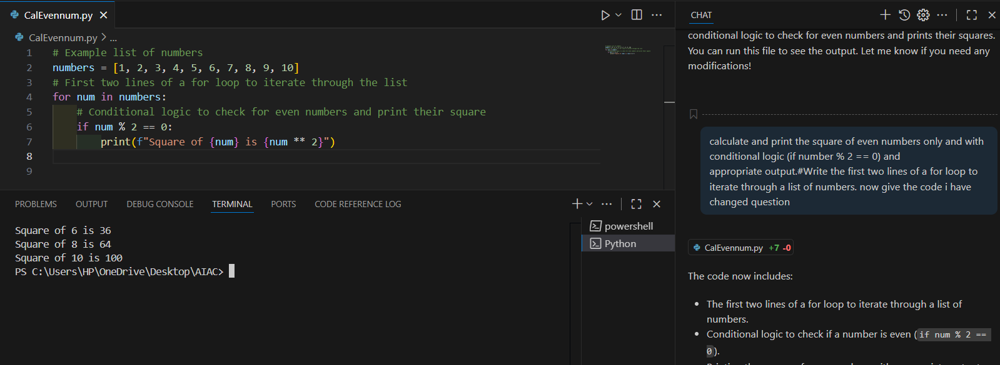 CalEvennum.py
CalEvennum.py > ...
1 # Example list of numbers
2 numbers = [1, 2, 3, 4, 5, 6, 7, 8, 9, 10]
3 # First two lines of a for loop to iterate through the list
4 for num in numbers:
5 # Conditional logic to check for even numbers and print their square
6 if num % 2 == 0:
7 print(f"Square of {num} is {num ** 2}")
8
9
PROBLEMS OUTPUT DEBUG CONSOLE TERMINAL PORTS CODE REFERENCE LOG
Square of 6 is 36
Square of 8 is 64
Square of 10 is 100
PS C:\Users\HP\OneDrive\Desktop\AIAC>
powershell
Python
CHAT
conditional logic to check for even numbers and prints their squares.
You can run this file to see the output. Let me know if you need any
modifications!
calculate and print the square of even numbers only and with
conditional logic (if number % 2 == 0) and
appropriate output.#Write the first two lines of a for loop to
iterate through a list of numbers. now give the code i have
changed question
CalEvennum.py +7 -0
The code now includes:
• The first two lines of a for loop to iterate through a list of
numbers.
• Conditional logic to check if a number is even (if num % 2 ==
0).